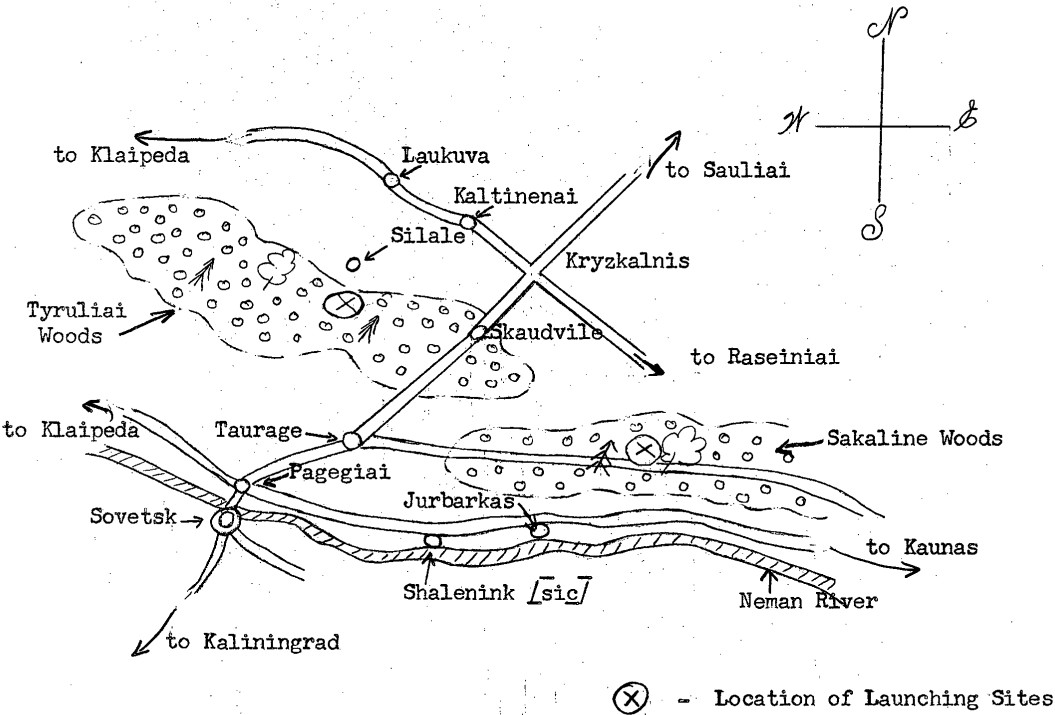 N
W
E
S
to Klaipeda
Laukuva
to Sauliai
Kaltinenai
Silale
Kryzkalnis
Tyruliai
Woods
Skaudvile
to Raseiniai
to Klaipeda
Taurage
Sakaline Woods
Pagegiai
Jurbarkas
Sovetsk
to Kaunas
Shalenink [sic]
Neman River
to Kaliningrad
- Location of Launching Sites